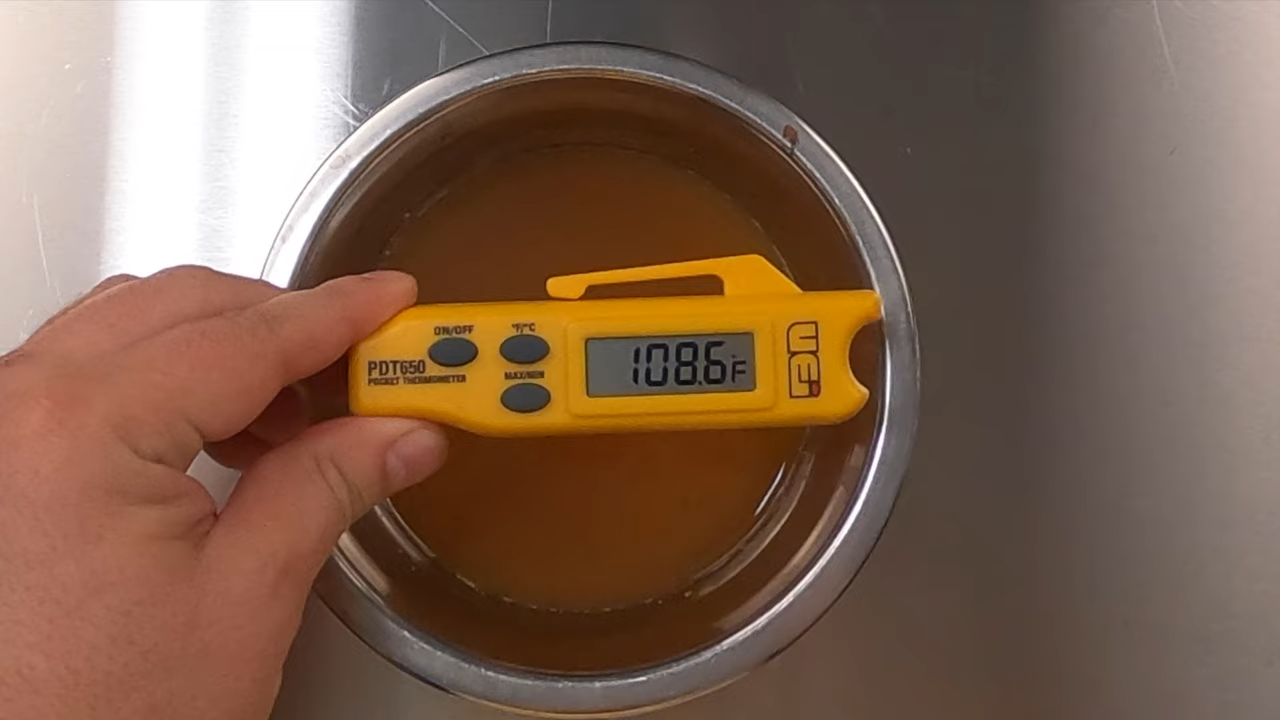 ON/OFF
°F/°C
PDT650
POCKET THERMOMETER
MAX/MIN
108.6°F
UEi